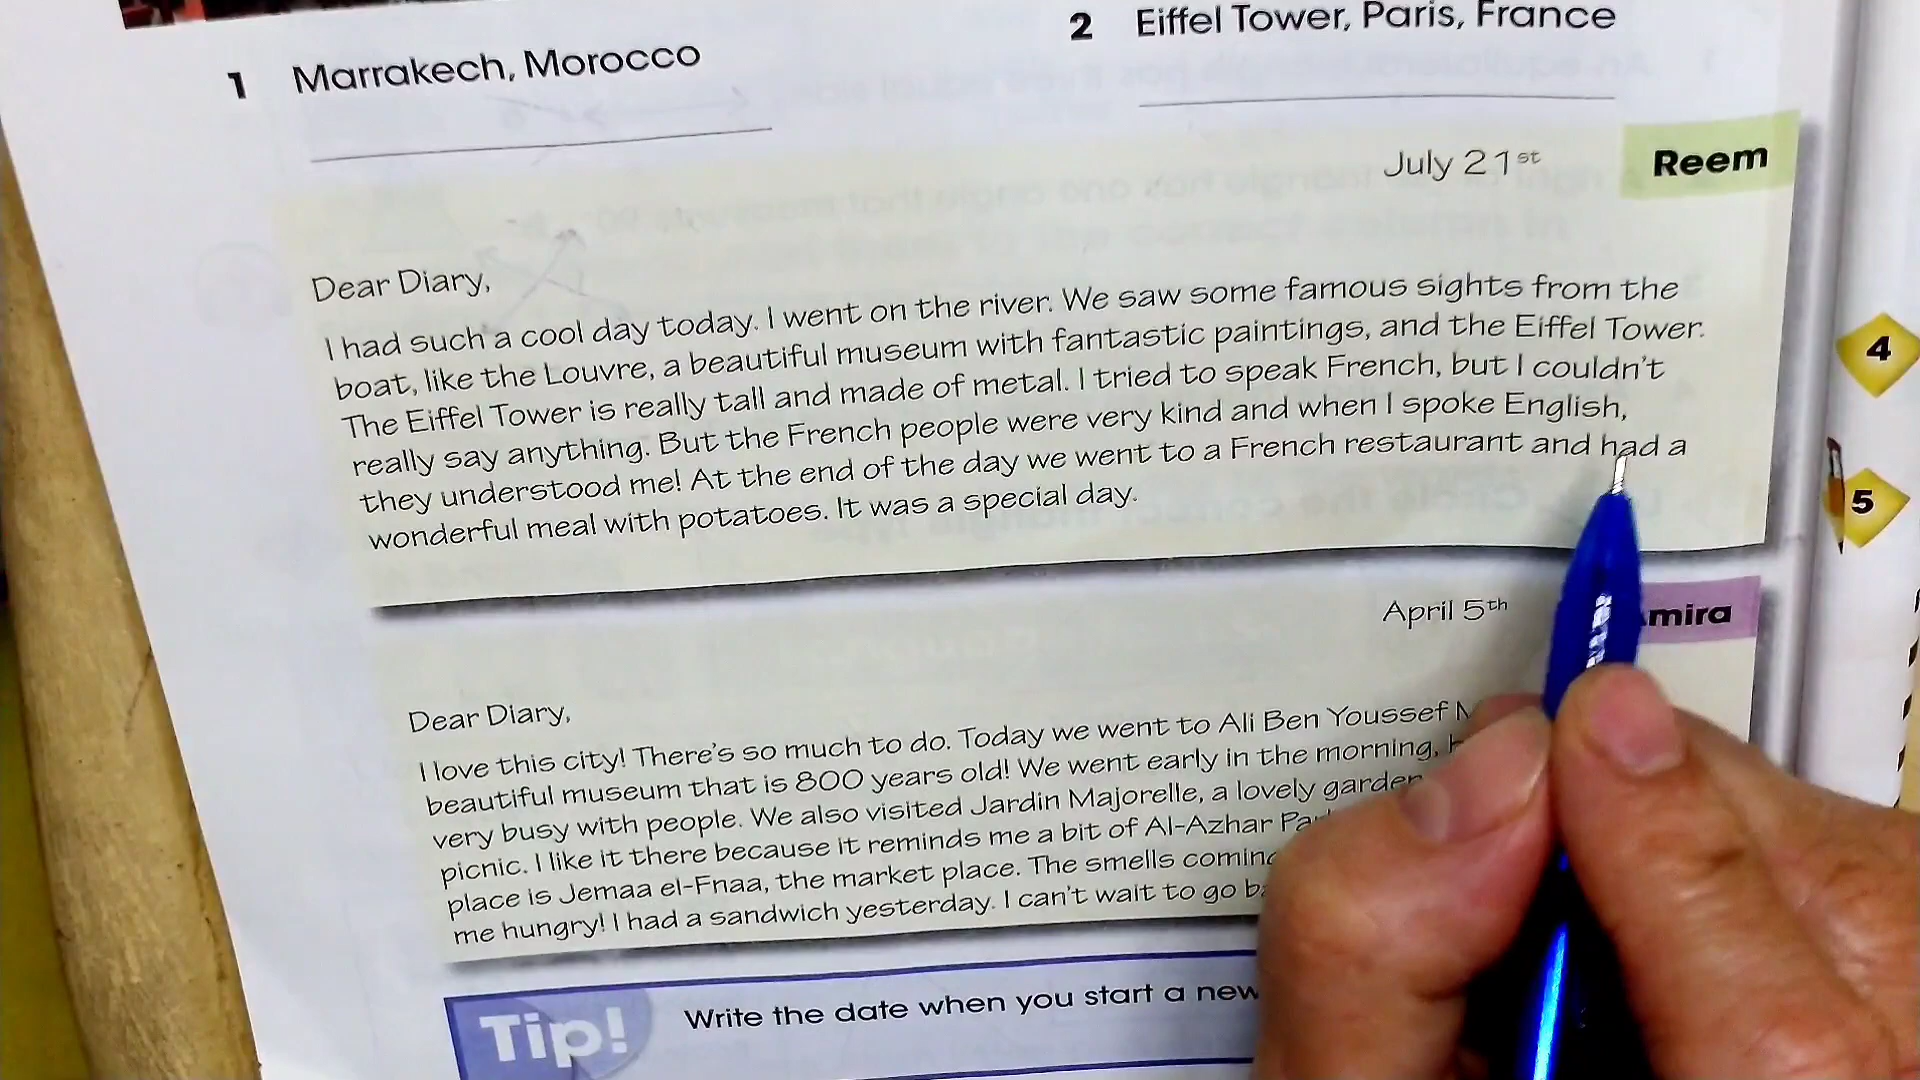 1 Marrakech, Morocco
2 Eiffel Tower, Paris, France
July 21st
Reem
Dear Diary,
I had such a cool day today. I went on the river. We saw some famous sights from the
boat, like the Louvre, a beautiful museum with fantastic paintings, and the Eiffel Tower.
The Eiffel Tower is really tall and made of metal. I tried to speak French, but I couldn't
really say anything. But the French people were very kind and when I spoke English,
they understood me! At the end of the day we went to a French restaurant and had a
wonderful meal with potatoes. It was a special day.
April 5th
mira
Dear Diary,
I love this city! There's so much to do. Today we went to Ali Ben Youssef
beautiful museum that is 800 years old! We went early in the morning,
very busy with people. We also visited Jardin Majorelle, a lovely garden
picnic. I like it there because it reminds me a bit of Al-Azhar
place is Jemaa el-Fnaa, the market place. The smells
me hungry! I had a sandwich yesterday. I can't wait to go
Tip!
Write the date when you start a new
4
5